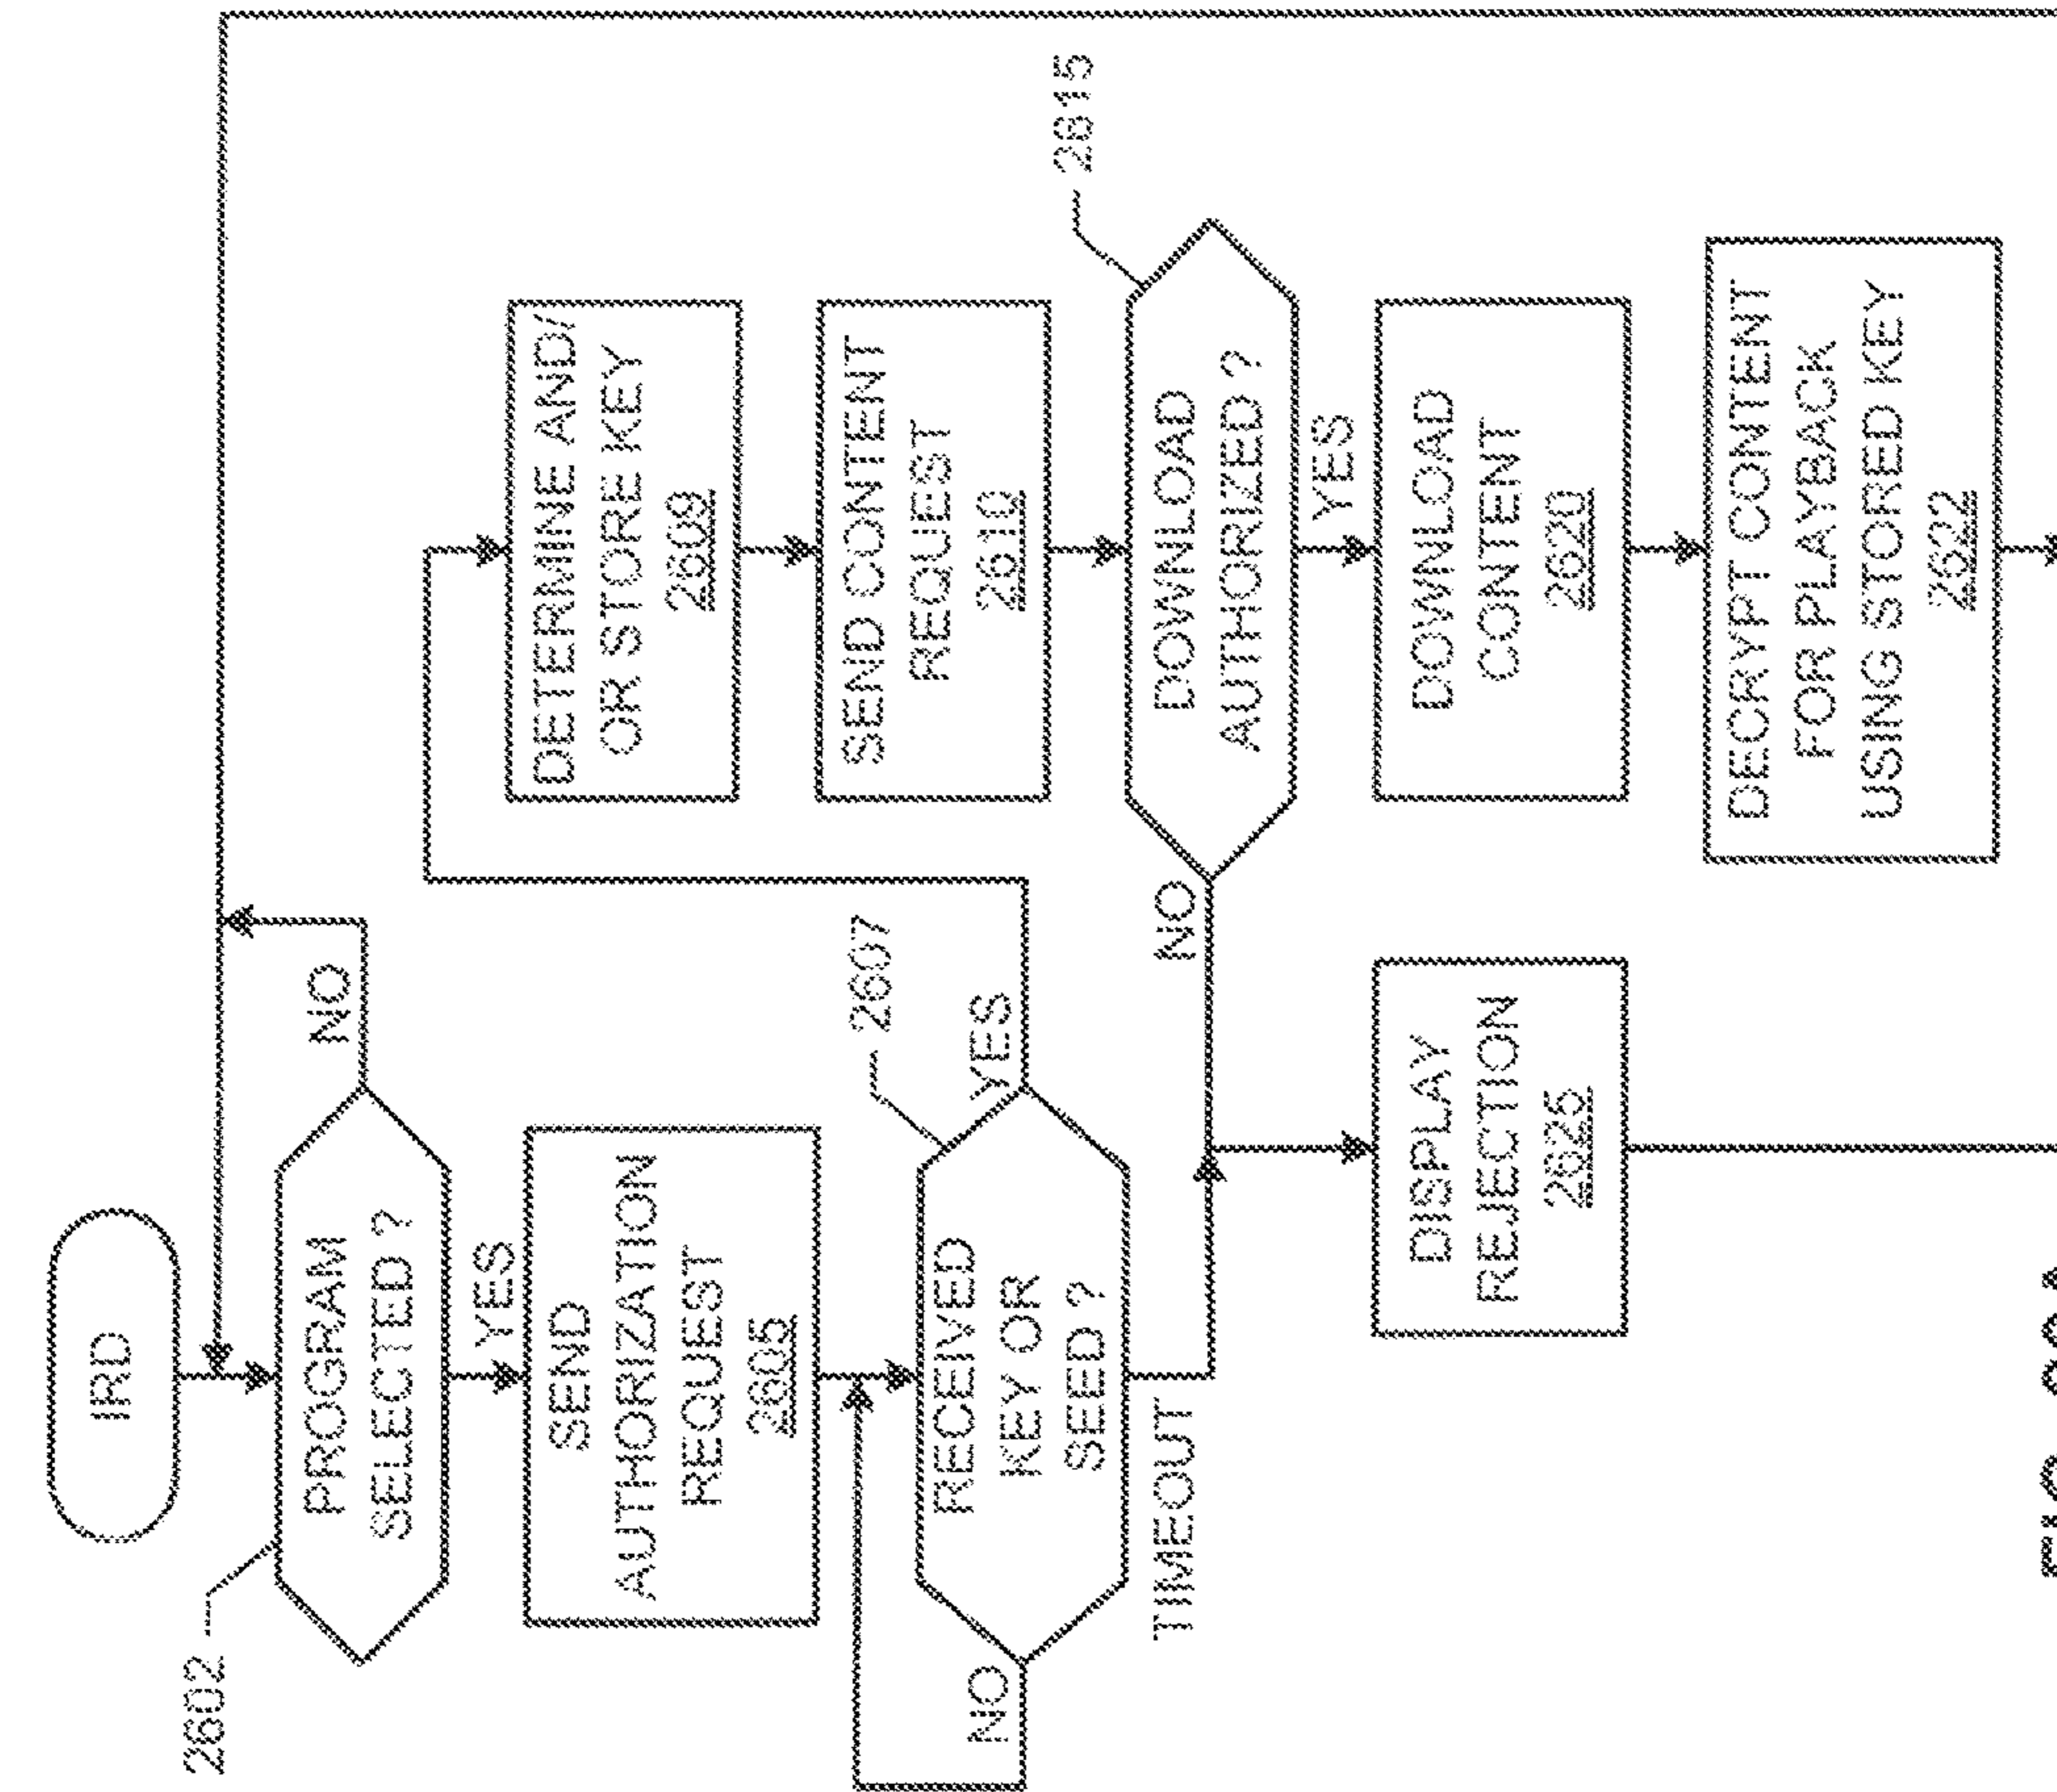 IRD
2602
PROGRAM
SELECTED ?
NO
YES
SEND
AUTHORIZATION
REQUEST
2605
2607
RECEIVED
KEY OR
SEED ?
NO
YES
TIMEOUT
DETERMINE AND/
OR STORE KEY
2609
SEND CONTENT
REQUEST
2610
2615
DOWNLOAD
AUTHORIZED ?
NO
YES
DISPLAY
REJECTION
2625
DOWNLOAD
CONTENT
2620
DECRYPT CONTENT
FOR PLAYBACK
USING STORED KEY
2622